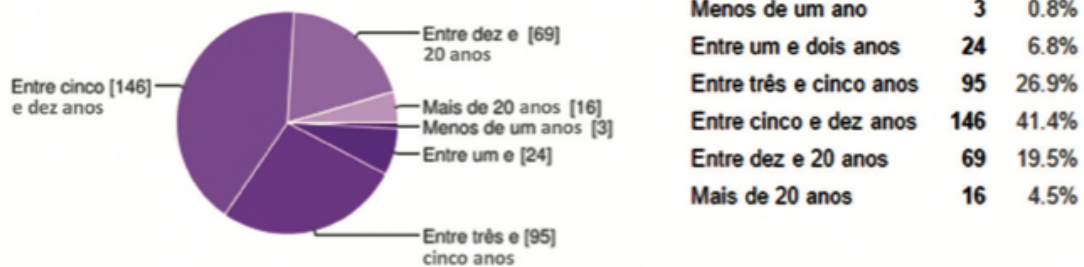 Entre dez e [69]
20 anos
Entre cinco [146]
e dez anos
Mais de 20 anos [16]
Menos de um anos [3]
Entre um e [24]
Entre três e [95]
cinco anos
Menos de um ano 3 0.8%
Entre um e dois anos 24 6.8%
Entre três e cinco anos 95 26.9%
Entre cinco e dez anos 146 41.4%
Entre dez e 20 anos 69 19.5%
Mais de 20 anos 16 4.5%